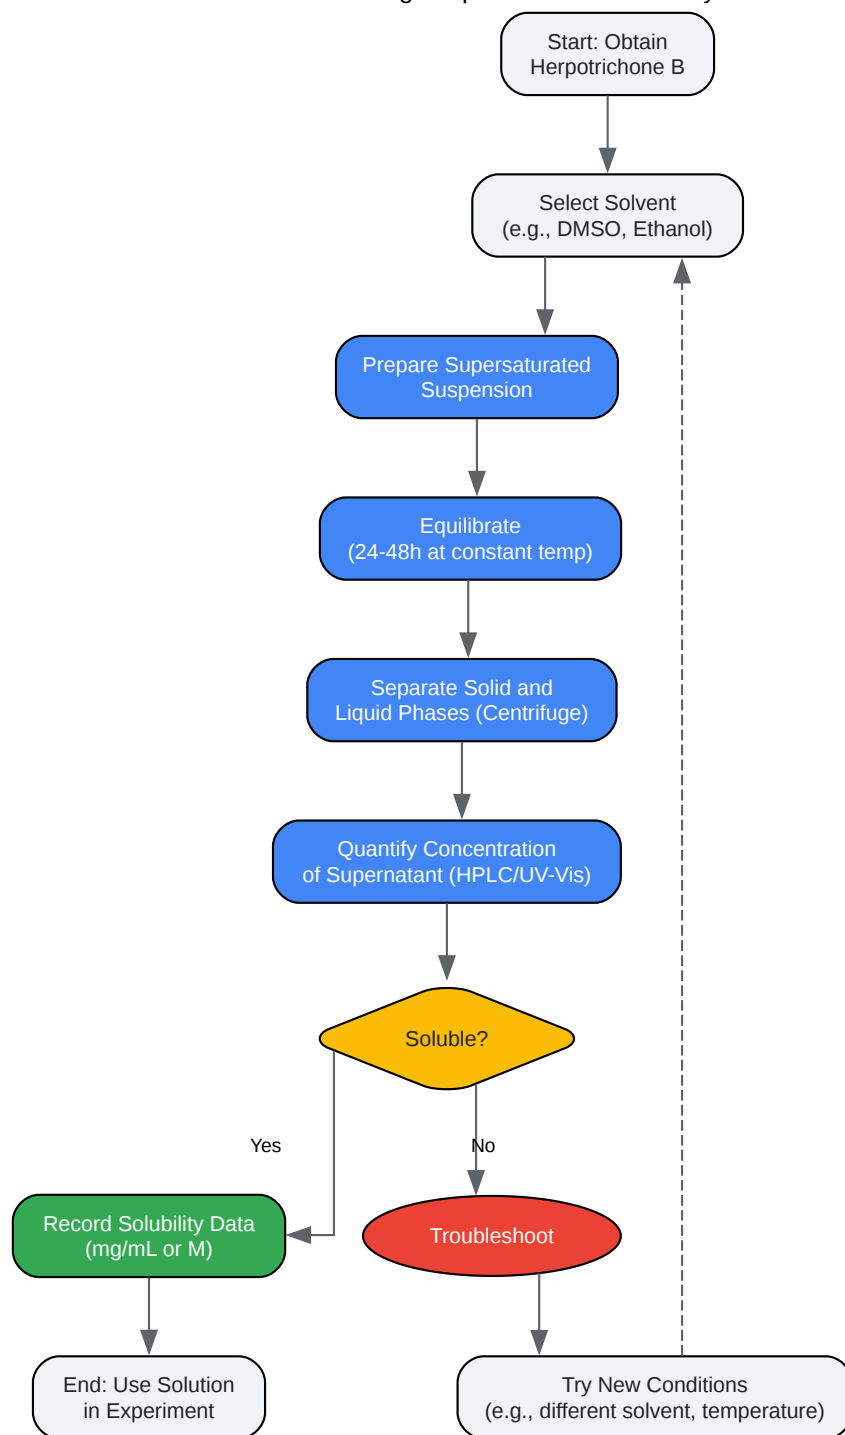 Start: Obtain
Herpotrichone B
Select Solvent
(e.g., DMSO, Ethanol)
Prepare Supersaturated
Suspension
Equilibrate
(24-48h at constant temp)
Separate Solid and
Liquid Phases (Centrifuge)
Quantify Concentration
of Supernatant (HPLC/UV-Vis)
Soluble?
Yes
No
Record Solubility Data
(mg/mL or M)
Troubleshoot
End: Use Solution
in Experiment
Try New Conditions
(e.g., different solvent, temperature)